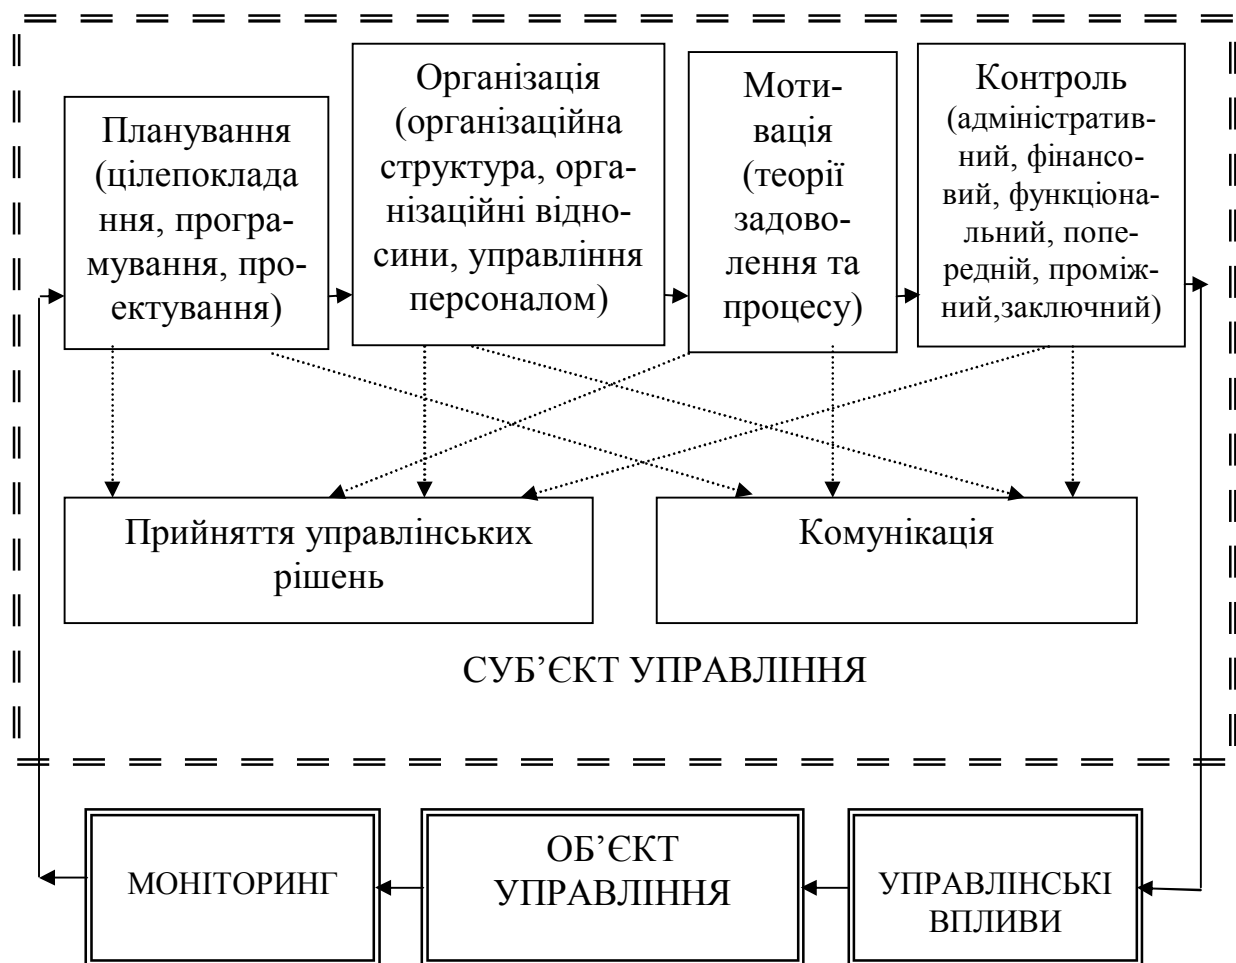 Планування
(цілепоклада
ння, програ-
мування, про-
ектування)
Організація
(організаційна
структура, орга-
нізаційні відно-
сини, управління
персоналом)
Моти-
вація
(теорії
задово-
лення та
процесу)
Контроль
(адміністратив-
ний, фінансо-
вий, функціона-
льний, попе-
редній, проміж-
ний,заключний)
Прийняття управлінських
рішень
Комунікація
СУБ’ЄКТ УПРАВЛІННЯ
МОНІТОРИНГ
ОБ’ЄКТ
УПРАВЛІННЯ
УПРАВЛІНСЬКІ
ВПЛИВИ